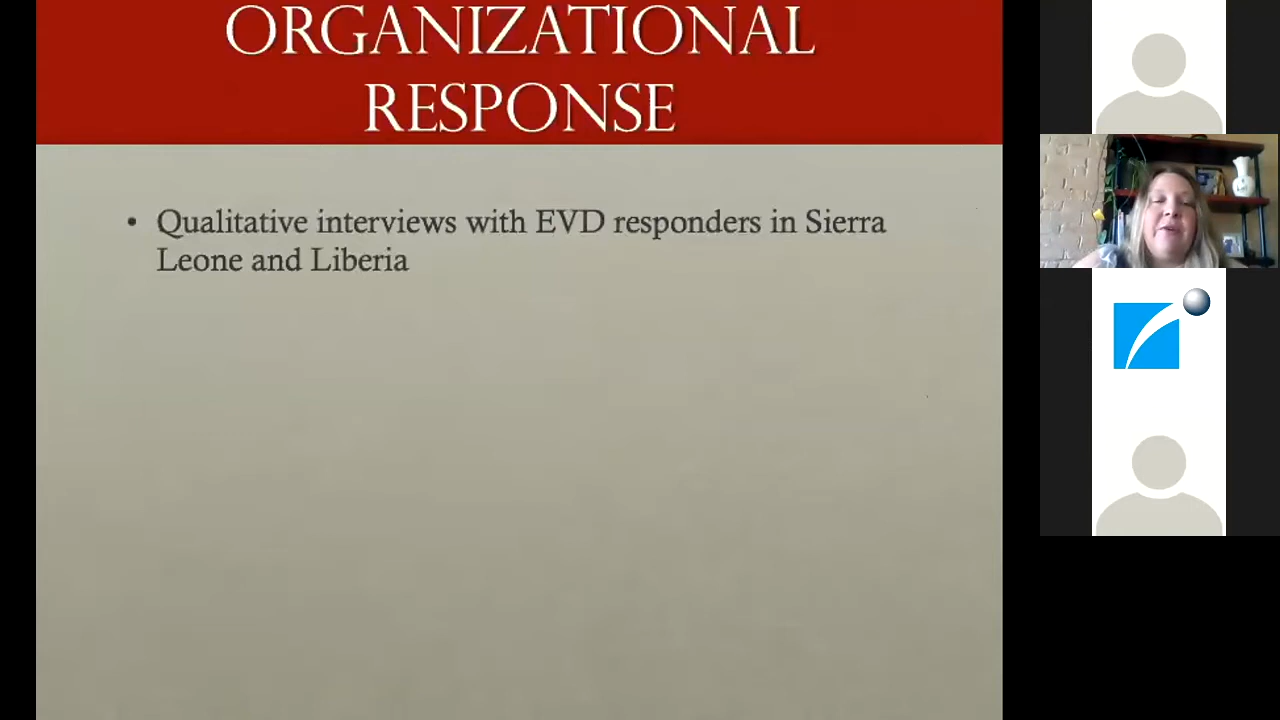 ORGANIZATIONAL
RESPONSE
• Qualitative interviews with EVD responders in Sierra
Leone and Liberia